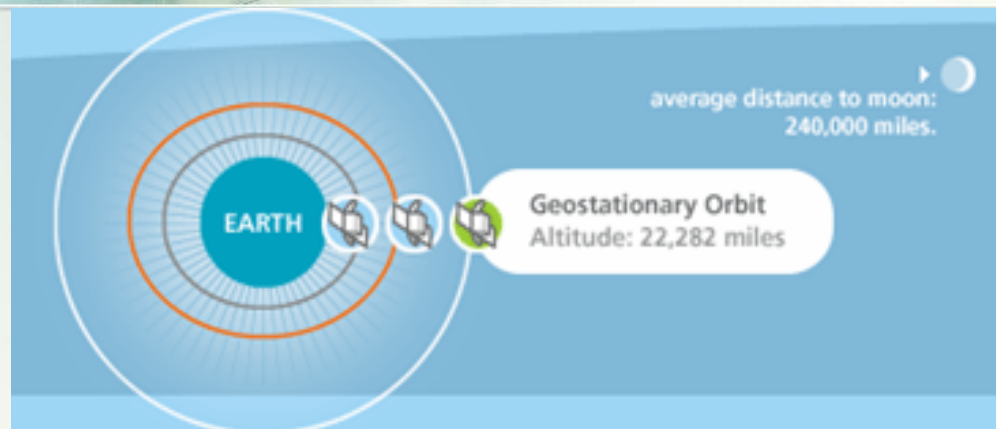 average distance to moon:
240,000 miles.
EARTH
Geostationary Orbit
Altitude: 22,282 miles